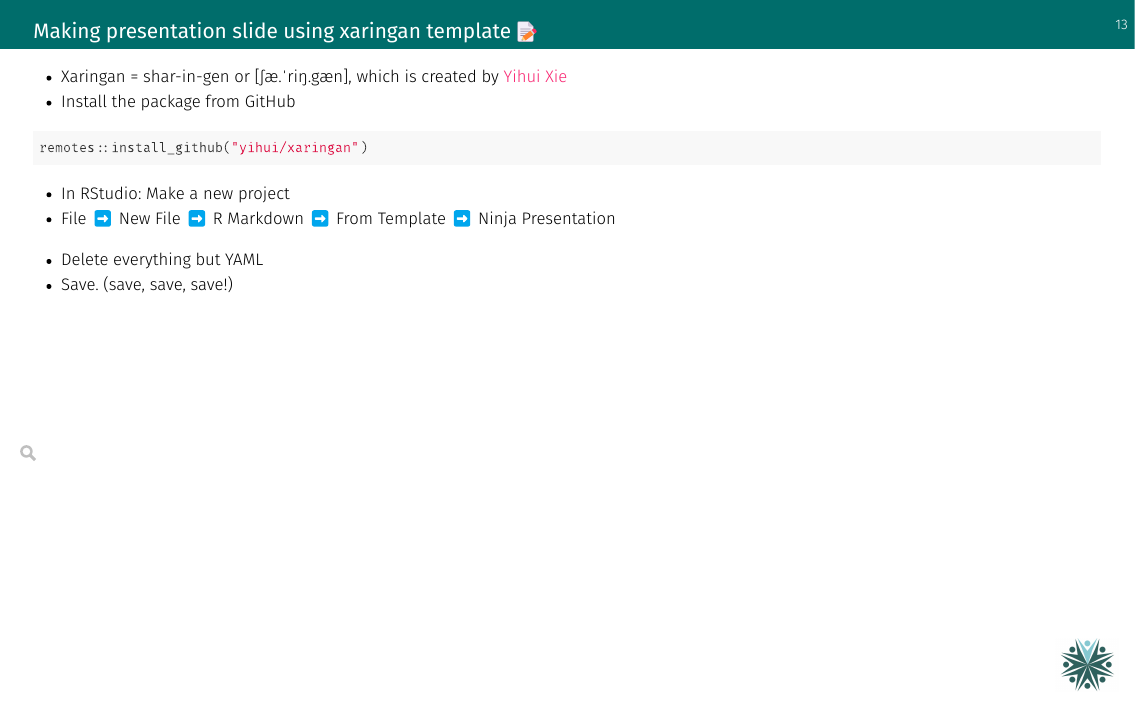 Making presentation slide using xaringan template 📝
13
Xaringan = shar-in-gen or [ʃæ.ˈriŋ.gæn], which is created by Yihui Xie
Install the package from GitHub
remotes::install_github("yihui/xaringan")
In RStudio: Make a new project
File ➡️ New File ➡️ R Markdown ➡️ From Template ➡️ Ninja Presentation
Delete everything but YAML
Save. (save, save, save!)